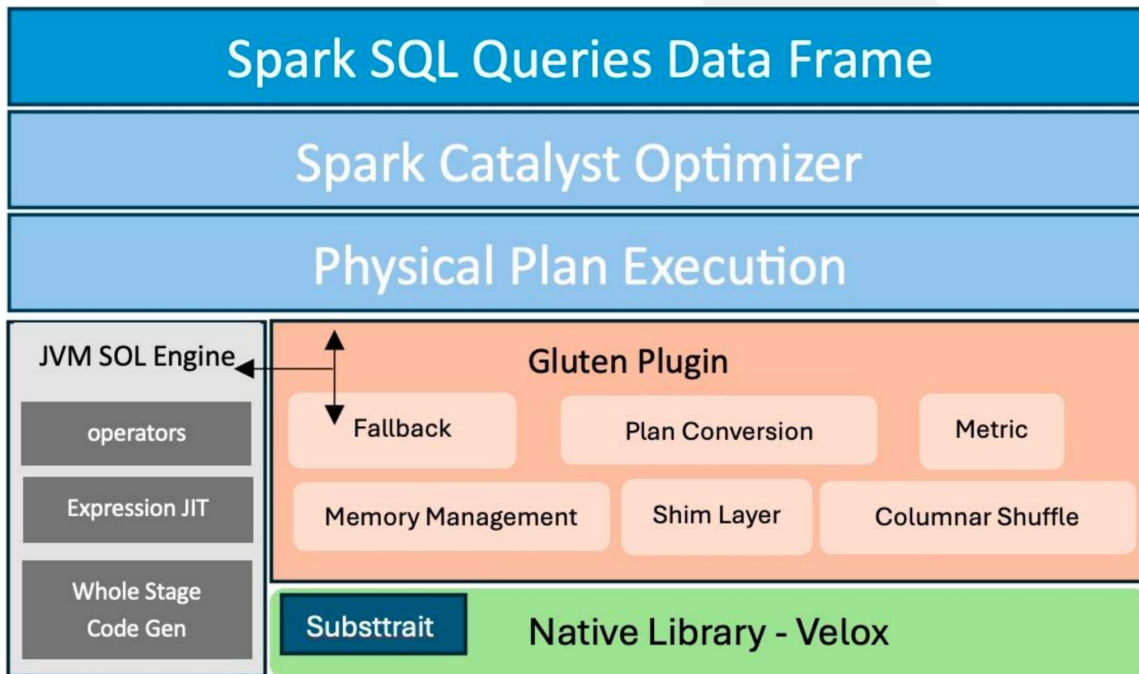 Spark SQL Queries Data Frame
Spark Catalyst Optimizer
Physical Plan Execution
JVM SOL Engine
operators
Expression JIT
Whole Stage
Code Gen
Gluten Plugin
Fallback
Plan Conversion
Metric
Memory Management
Shim Layer
Columnar Shuffle
Substtrait
Native Library - Velox